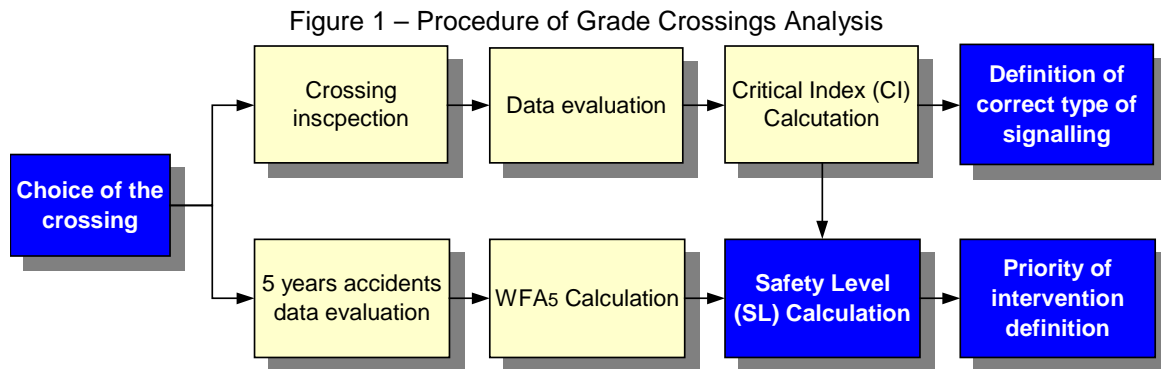 Figure 1 – Procedure of Grade Crossings Analysis
Crossing
inscpection
Data evaluation
Critical Index (CI)
Calcutation
Definition of
correct type of
signalling
Choice of the
crossing
5 years accidents
data evaluation
WFA5 Calculation
Safety Level
(SL) Calculation
Priority of
intervention
definition